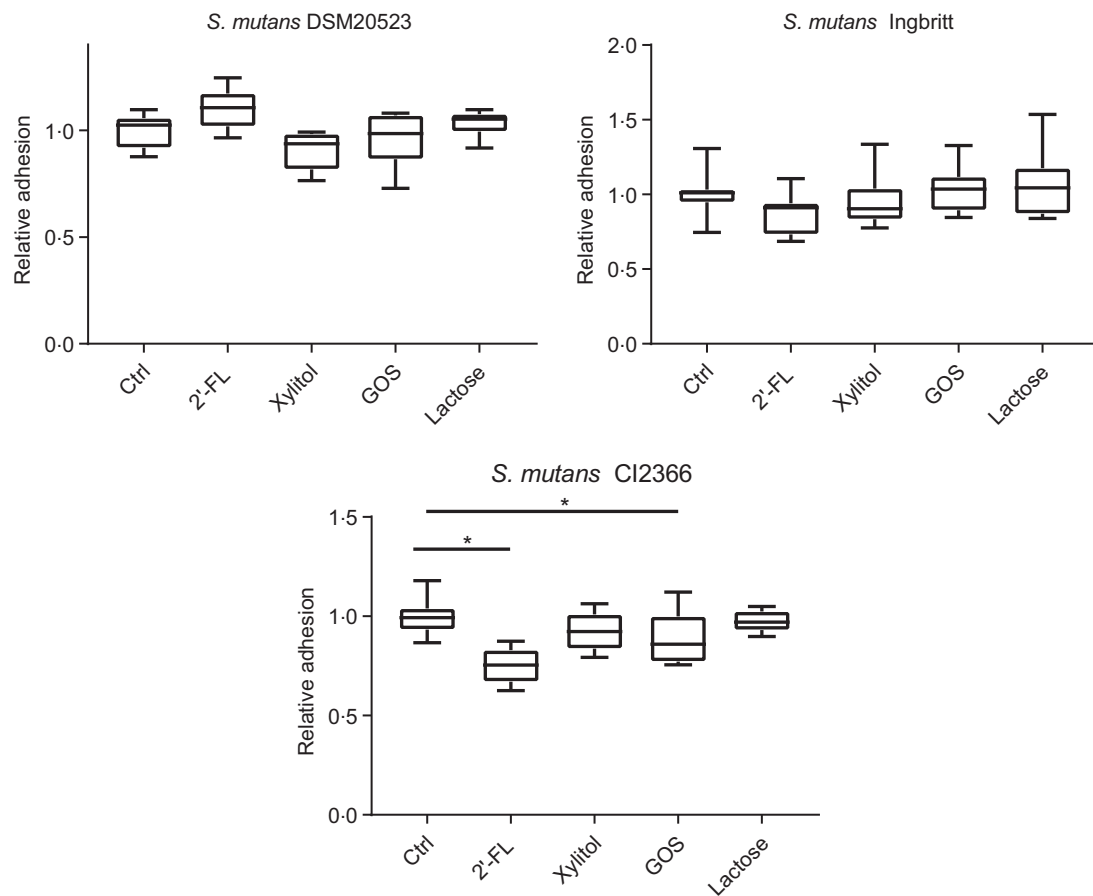 S. mutans DSM20523
Relative adhesion
1·0
0·5
0·0
Ctrl
2'-FL
Xylitol
GOS
Lactose
S. mutans Ingbritt
Relative adhesion
2·0
1·5
1·0
0·5
0·0
Ctrl
2'-FL
Xylitol
GOS
Lactose
S. mutans CI2366
Relative adhesion
1·5
1·0
0·5
0·0
*
*
Ctrl
2'-FL
Xylitol
GOS
Lactose